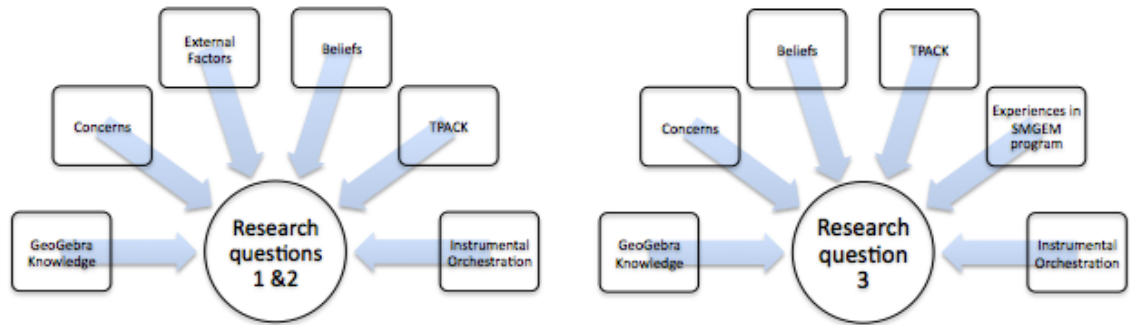 External
Factors
Beliefs
Concerns
TPACK
GeoGebra
Knowledge
Research
questions
1 &2
Instrumental
Orchestration
Beliefs
TPACK
Concerns
Experiences in
SMGEM
program
GeoGebra
Knowledge
Research
question
3
Instrumental
Orchestration